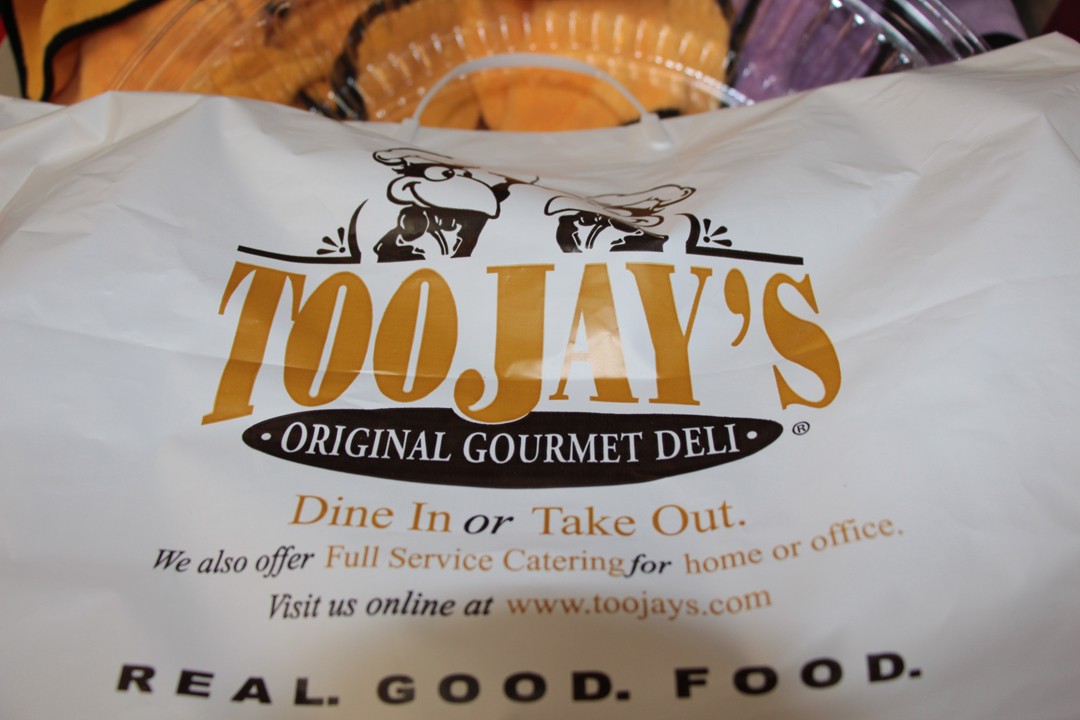 TOOJAY'S
• ORIGINAL GOURMET DELI • ®
Dine In or Take Out.
We also offer Full Service Catering for home or office.
Visit us online at www.toojays.com
REAL. GOOD. FOOD.